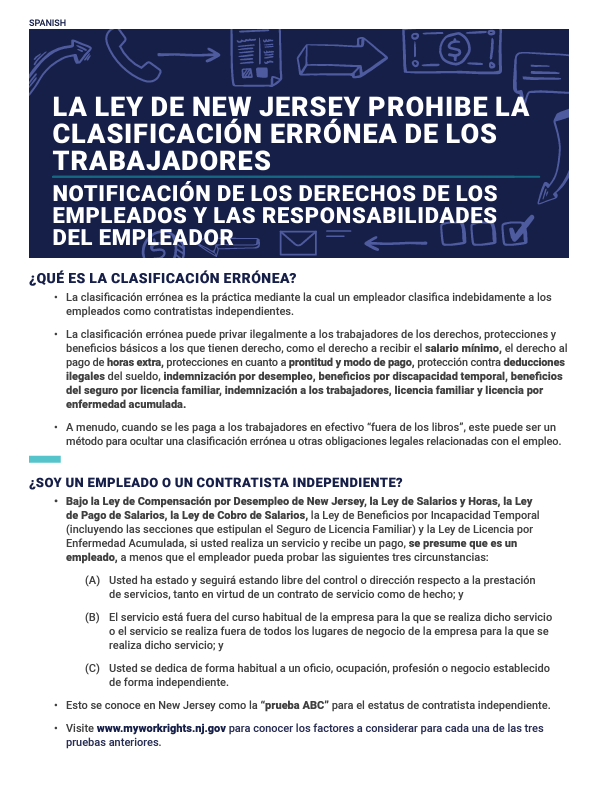 SPANISH
LA LEY DE NEW JERSEY PROHIBE LA
CLASIFICACIÓN ERRÓNEA DE LOS
TRABAJADORES
NOTIFICACIÓN DE LOS DERECHOS DE LOS
EMPLEADOS Y LAS RESPONSABILIDADES
DEL EMPLEADOR
¿QUÉ ES LA CLASIFICACIÓN ERRÓNEA?
• La clasificación errónea es la práctica mediante la cual un empleador clasifica indebidamente a los
empleados como contratistas independientes.
• La clasificación errónea puede privar ilegalmente a los trabajadores de los derechos, protecciones y
beneficios básicos a los que tienen derecho, como el derecho a recibir el salario mínimo, el derecho al
pago de horas extra, protecciones en cuanto a prontitud y modo de pago, protección contra deducciones
ilegales del sueldo, indemnización por desempleo, beneficios por discapacidad temporal, beneficios
del seguro por licencia familiar, indemnización a los trabajadores, licencia familiar y licencia por
enfermedad acumulada.
• A menudo, cuando se les paga a los trabajadores en efectivo “fuera de los libros”, este puede ser un
método para ocultar una clasificación errónea u otras obligaciones legales relacionadas con el empleo.
¿SOY UN EMPLEADO O UN CONTRATISTA INDEPENDIENTE?
• Bajo la Ley de Compensación por Desempleo de New Jersey, la Ley de Salarios y Horas, la Ley
de Pago de Salarios, la Ley de Cobro de Salarios, la Ley de Beneficios por Incapacidad Temporal
(incluyendo las secciones que estipulan el Seguro de Licencia Familiar) y la Ley de Licencia por
Enfermedad Acumulada, si usted realiza un servicio y recibe un pago, se presume que es un
empleado, a menos que el empleador pueda probar las siguientes tres circunstancias:
(A) Usted ha estado y seguirá estando libre del control o dirección respecto a la prestación
de servicios, tanto en virtud de un contrato de servicio como de hecho; y
(B) El servicio está fuera del curso habitual de la empresa para la que se realiza dicho servicio
o el servicio se realiza fuera de todos los lugares de negocio de la empresa para la que se
realiza dicho servicio; y
(C) Usted se dedica de forma habitual a un oficio, ocupación, profesión o negocio establecido
de forma independiente.
• Esto se conoce en New Jersey como la “prueba ABC” para el estatus de contratista independiente.
• Visite www.myworkrights.nj.gov para conocer los factores a considerar para cada una de las tres
pruebas anteriores.